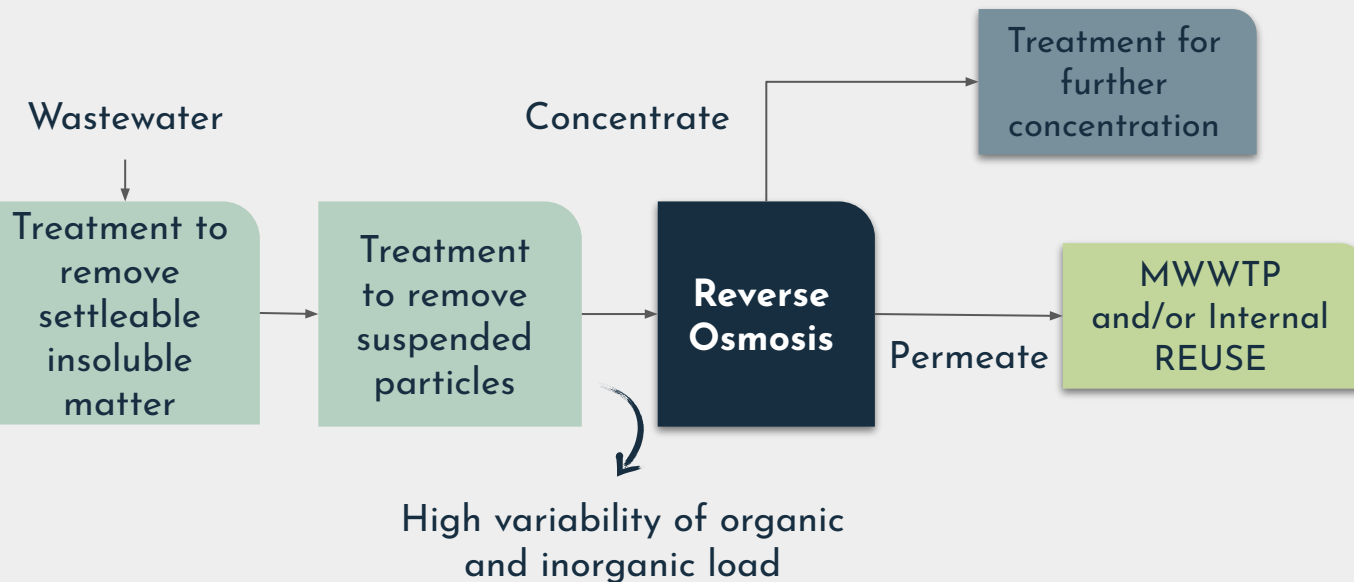 Wastewater
Treatment to
remove
settleable
insoluble
matter
Treatment
to remove
suspended
particles
High variability of organic
and inorganic load
Reverse
Osmosis
Concentrate
Treatment for
further
concentration
Permeate
MWWTP
and/or Internal
REUSE